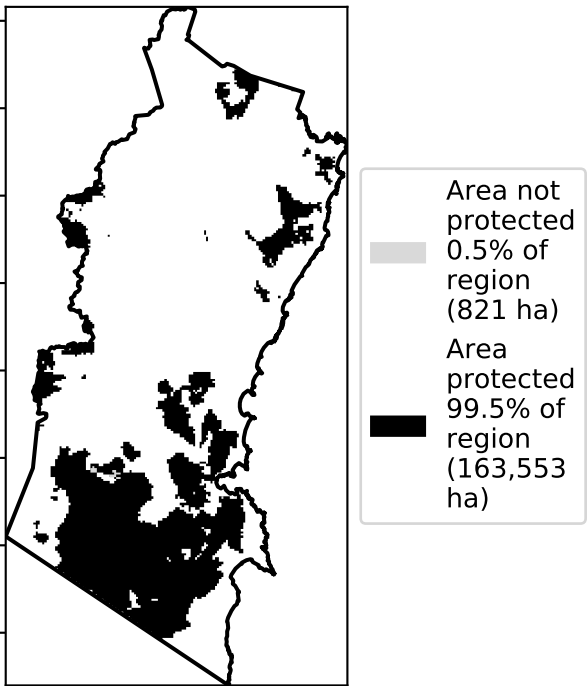 Area not
protected
0.5% of
region
(821 ha)
Area
protected
99.5% of
region
(163,553
ha)